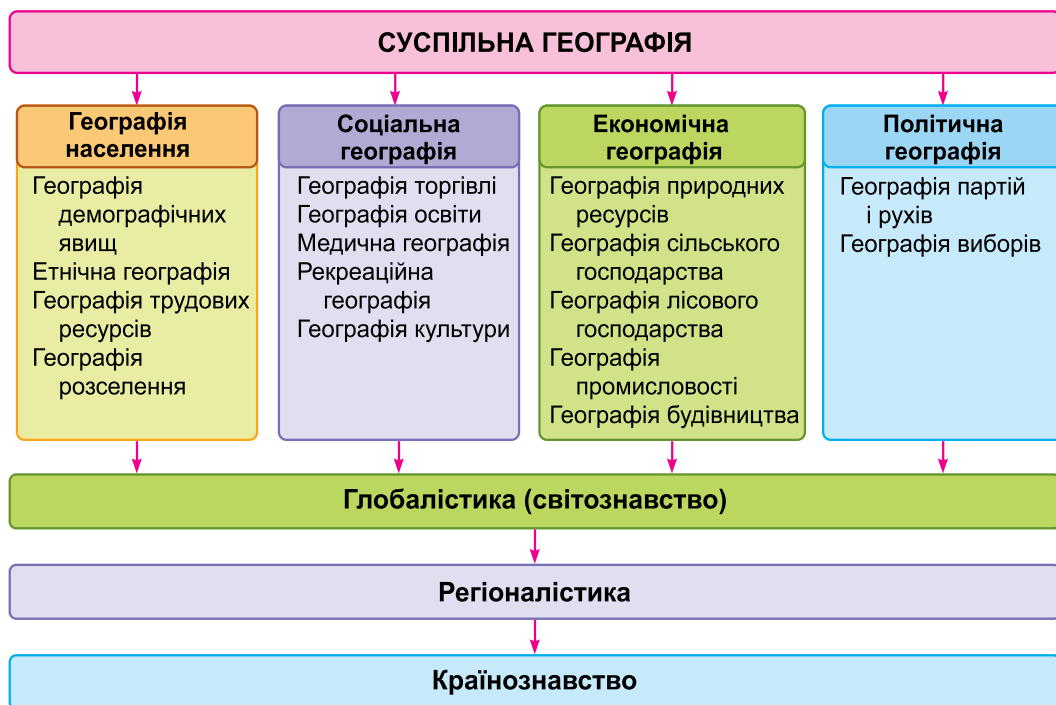 СУСПІЛЬНА ГЕОГРАФІЯ
Географія
населення
Географія
демографічних
явищ
Етнічна географія
Географія трудових
ресурсів
Географія
розселення
Соціальна
географія
Географія торгівлі
Географія освіти
Медична географія
Рекреаційна
географія
Географія культури
Економічна
географія
Географія природних
ресурсів
Географія сільського
господарства
Географія лісового
господарства
Географія
промисловості
Географія будівництва
Політична
географія
Географія партій
і рухів
Географія виборів
Глобалістика (світознавство)
Регіоналістика
Країнознавство